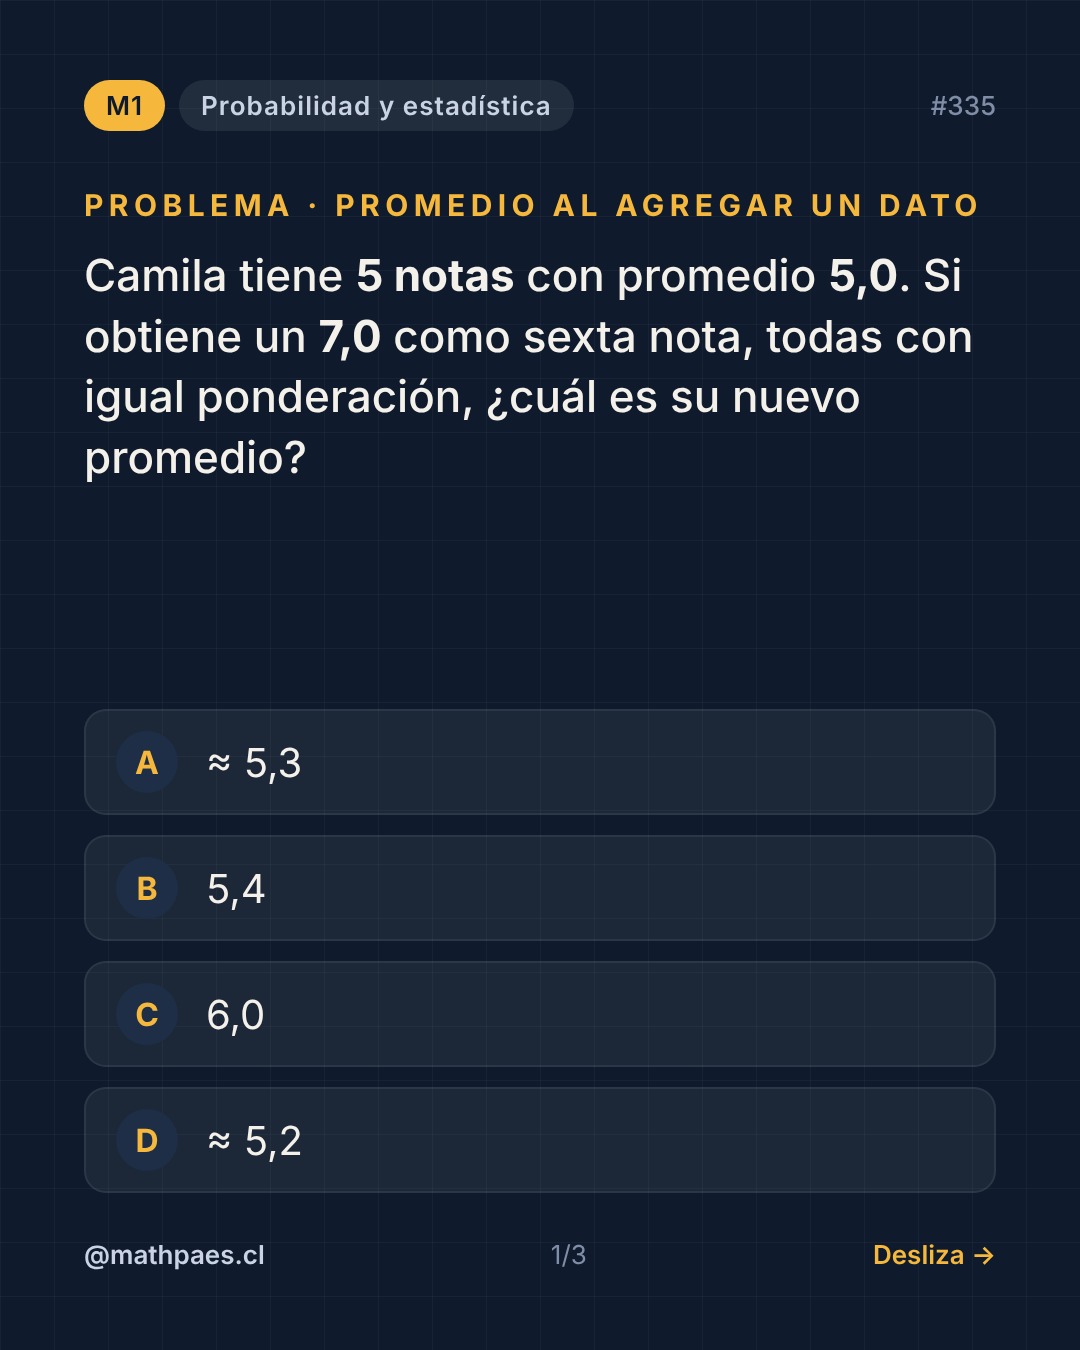 M1 Probabilidad y estadística #335
PROBLEMA · PROMEDIO AL AGREGAR UN DATO
Camila tiene 5 notas con promedio 5,0. Si
obtiene un 7,0 como sexta nota, todas con
igual ponderación, ¿cuál es su nuevo
promedio?
A ≈ 5,3
B 5,4
C 6,0
D ≈ 5,2
@mathpaes.cl 1/3 Desliza →